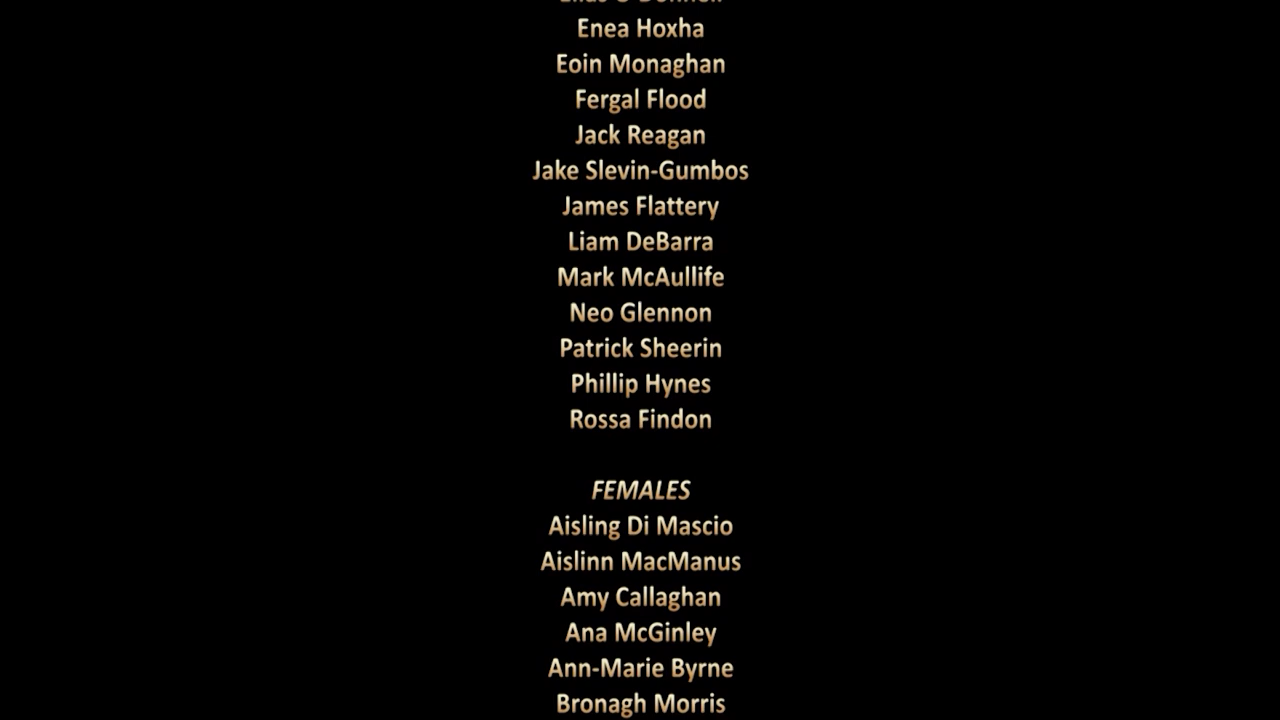 Enea Hoxha
Eoin Monaghan
Fergal Flood
Jack Reagan
Jake Slevin-Gumbos
James Flattery
Liam DeBarra
Mark McAullife
Neo Glennon
Patrick Sheerin
Phillip Hynes
Rossa Findon
FEMALES
Aisling Di Mascio
Aislinn MacManus
Amy Callaghan
Ana McGinley
Ann-Marie Byrne
Bronagh Morris